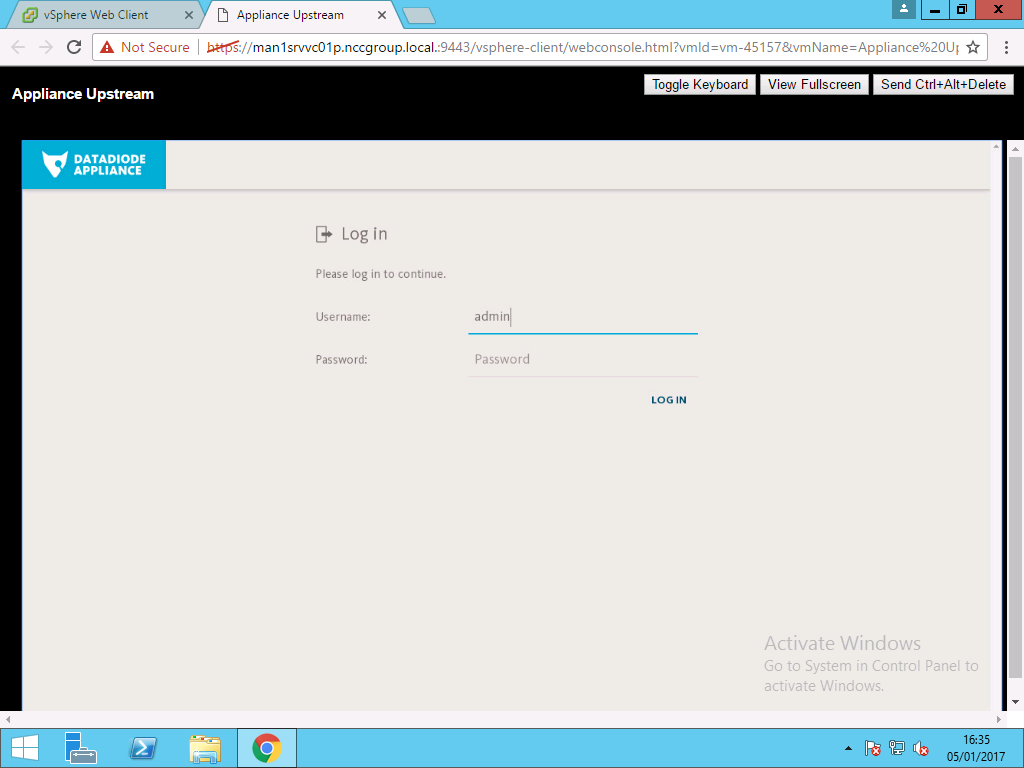 vSphere Web Client
Appliance Upstream
Not Secure
https://man1srvvc01p.nccgroup.local.:9443/vsphere-client/webconsole.html?vmId=vm-45157&vmName=Appliance%20Up
Appliance Upstream
Toggle Keyboard
View Fullscreen
Send Ctrl+Alt+Delete
DATADIODE
APPLIANCE
Log in
Please log in to continue.
Username:
admin
Password:
Password
LOG IN
Activate Windows
Go to System in Control Panel to
activate Windows.
16:35
05/01/2017